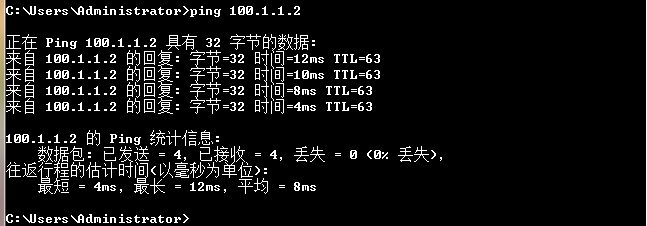 C:\Users\Administrator>ping 100.1.1.2
正在 Ping 100.1.1.2 具有 32 字节的数据:
来自 100.1.1.2 的回复: 字节=32 时间=12ms TTL=63
来自 100.1.1.2 的回复: 字节=32 时间=10ms TTL=63
来自 100.1.1.2 的回复: 字节=32 时间=8ms TTL=63
来自 100.1.1.2 的回复: 字节=32 时间=4ms TTL=63
100.1.1.2 的 Ping 统计信息:
数据包: 已发送 = 4, 已接收 = 4, 丢失 = 0 (0% 丢失),
往返行程的估计时间(以毫秒为单位):
最短 = 4ms, 最长 = 12ms, 平均 = 8ms
C:\Users\Administrator>